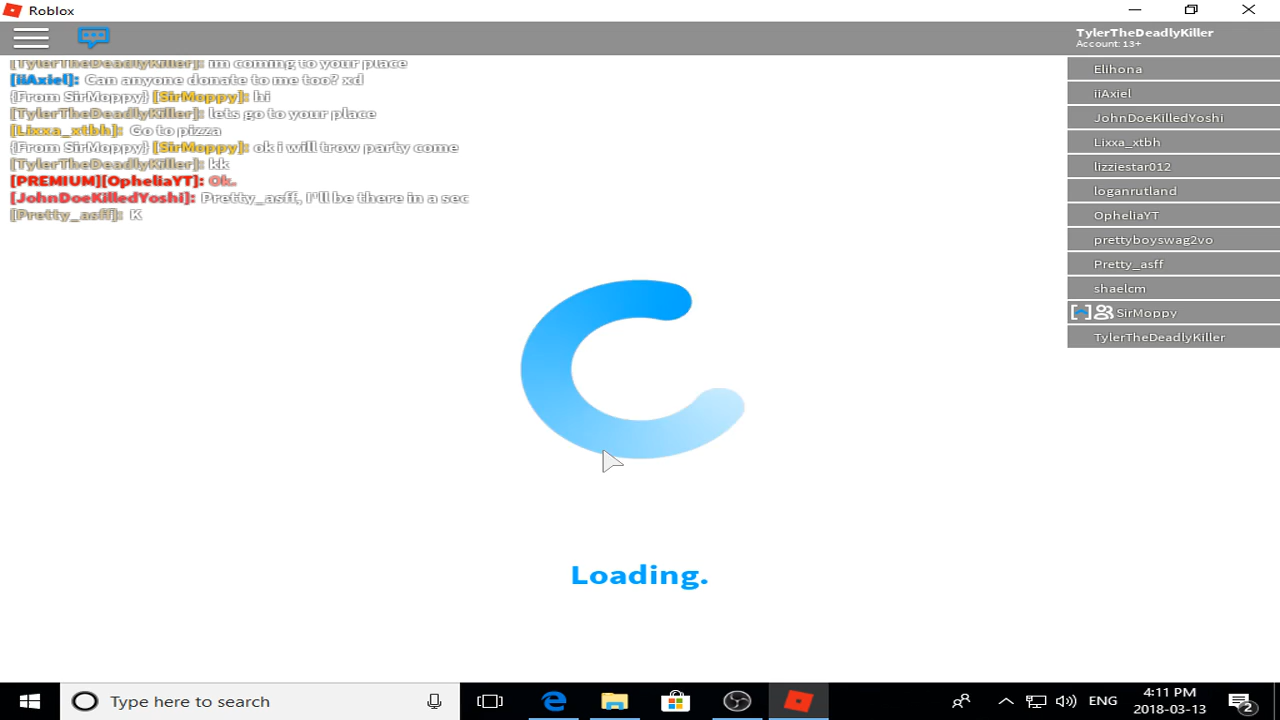 Roblox
TylerTheDeadlyKiller
Account: 13+
[TylerTheDeadlyKiller]: im coming to your place
[iiAxiel]: Can anyone donate to me too? xd
{From SirMoppy} [SirMoppy]: hi
[TylerTheDeadlyKiller]: lets go to your place
[Lixxa_xtbh]: Go to pizza
{From SirMoppy} [SirMoppy]: ok i will trow party come
[TylerTheDeadlyKiller]: kk
[PREMIUM][OpheliaYT]: Ok.
[JohnDoeKilledYoshi]: Pretty_asff, I'll be there in a sec
[Pretty_asff]: K
Elihona
iiAxiel
JohnDoeKilledYoshi
Lixxa_xtbh
lizziestar012
loganrutland
OpheliaYT
prettyboyswag2vo
Pretty_asff
shaelcm
SirMoppy
TylerTheDeadlyKiller
Loading.
Type here to search
ENG
4:11 PM
2018-03-13
2